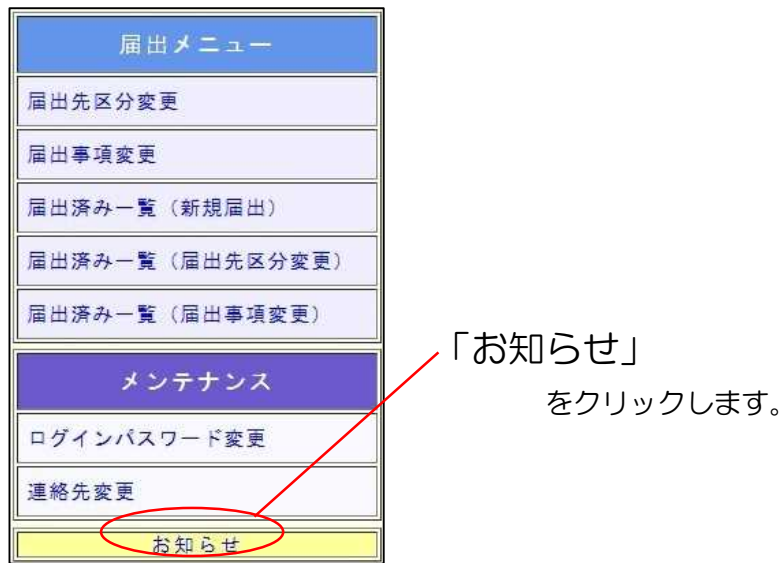 届出メニュー
届出先区分変更
届出事項変更
届出済み一覧（新規届出）
届出済み一覧（届出先区分変更）
届出済み一覧（届出事項変更）
メンテナンス
ログインパスワード変更
連絡先変更
お知らせ
「お知らせ」
をクリックします。